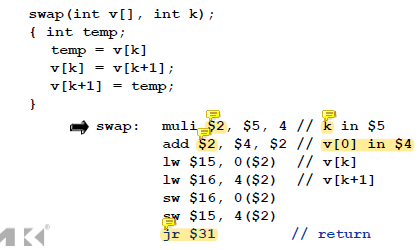 swap(int v[], int k);
{ int temp;
temp = v[k]
v[k] = v[k+1];
v[k+1] = temp;
}
swap: muli $2, $5, 4 // k in $5
add $2, $4, $2 // v[0] in $4
lw $15, 0($2) // v[k]
lw $16, 4($2) // v[k+1]
sw $16, 0($2)
sw $15, 4($2)
jr $31 // return